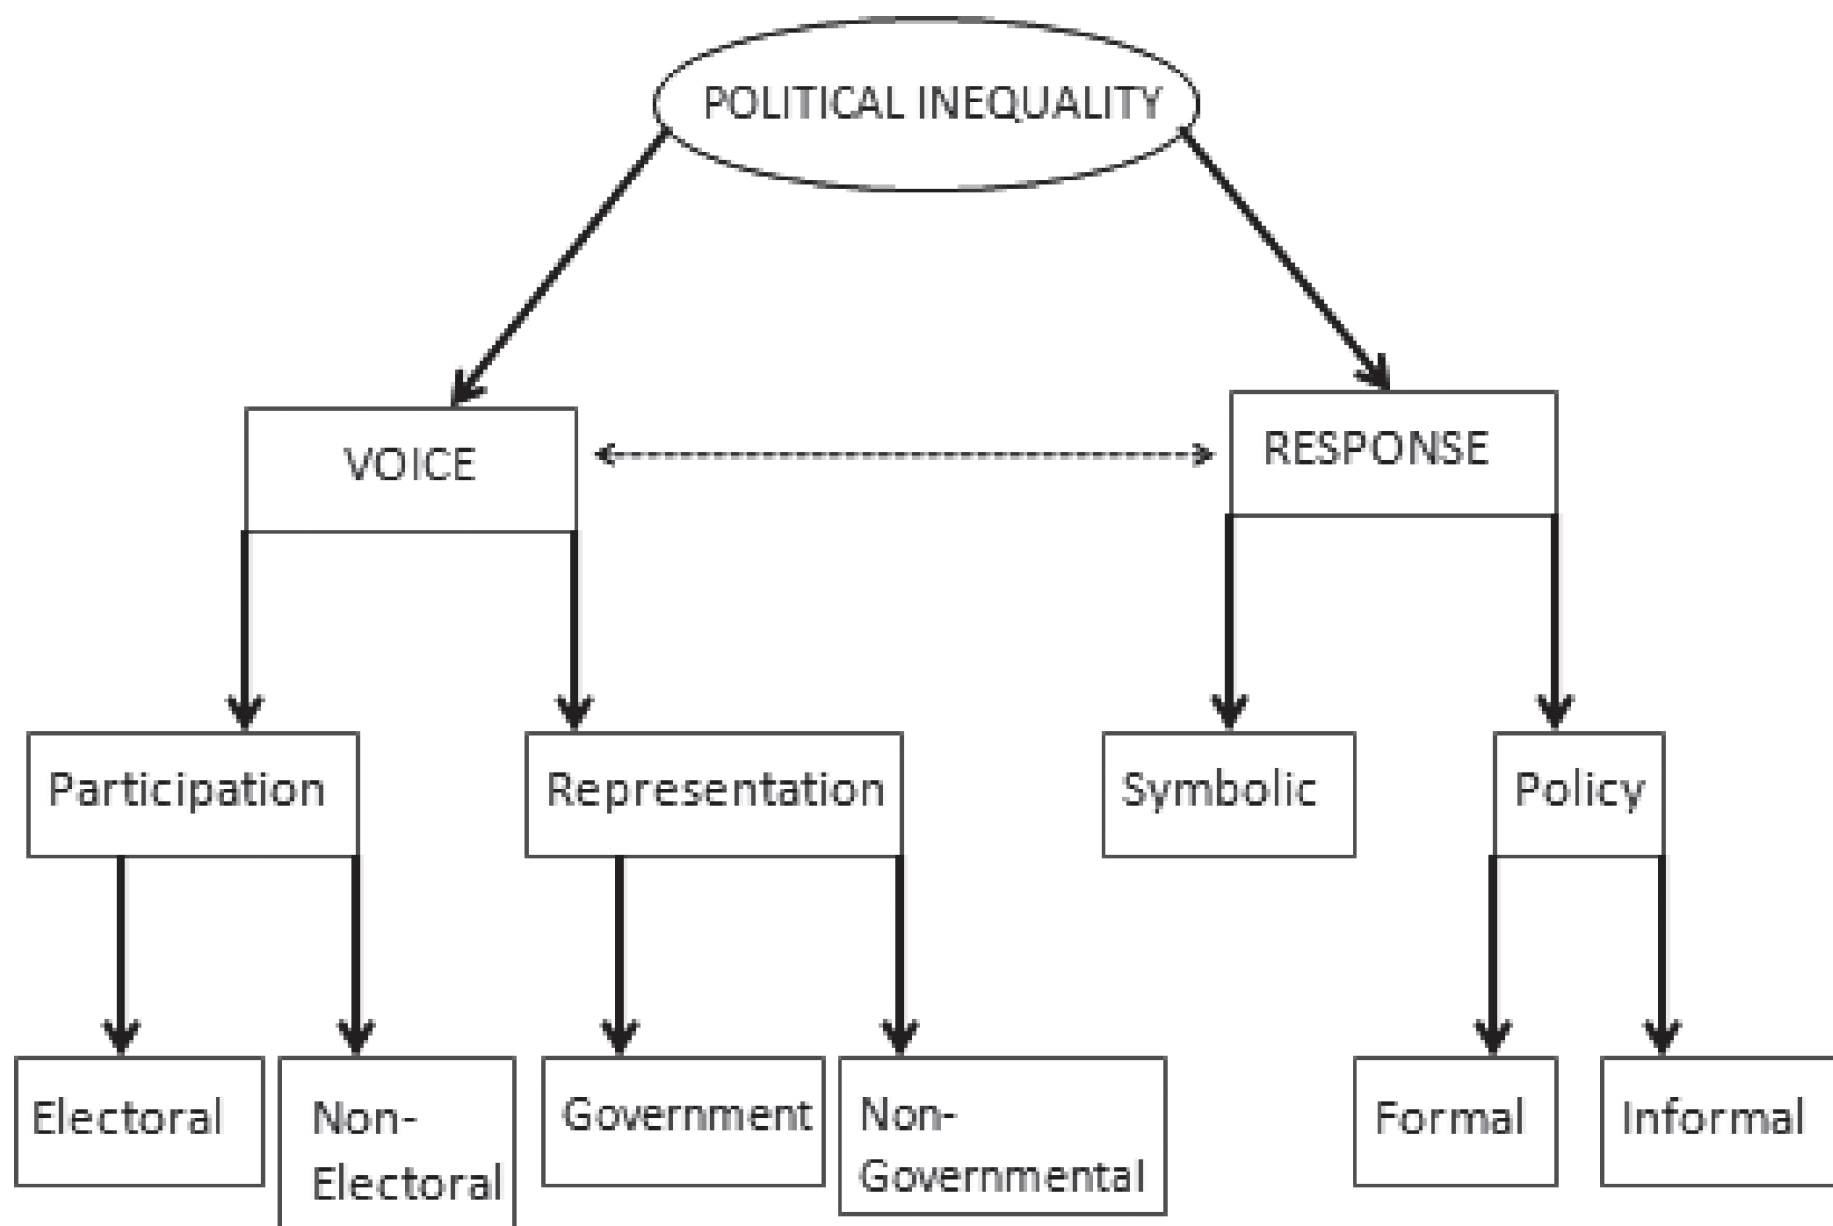 POLITICAL INEQUALITY
VOICE
RESPONSE
Participation
Representation
Symbolic
Policy
Electoral
Non-
Electoral
Government
Non-
Governmental
Formal
Informal